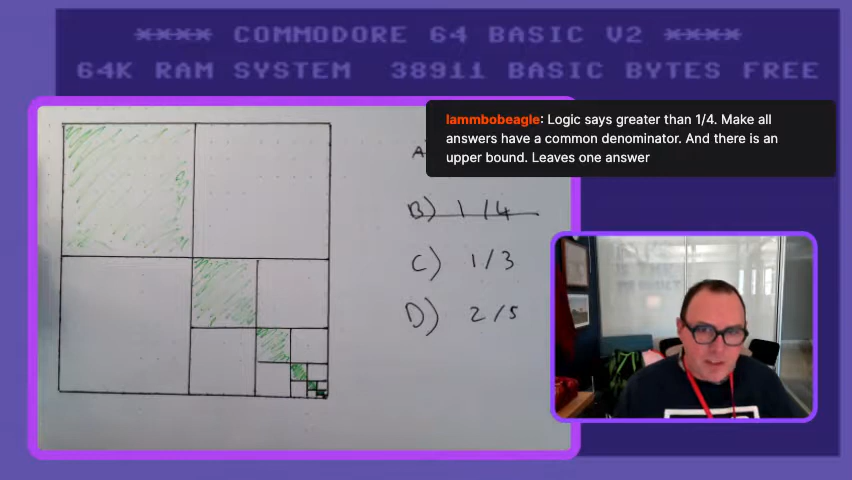 **** COMMODORE 64 BASIC V2 ****
64K RAM SYSTEM 38911 BASIC BYTES FREE
Iammbobeagle: Logic says greater than 1/4. Make all
answers have a common denominator. And there is an
upper bound. Leaves one answer
B) 1/4
C) 1/3
D) 2/5